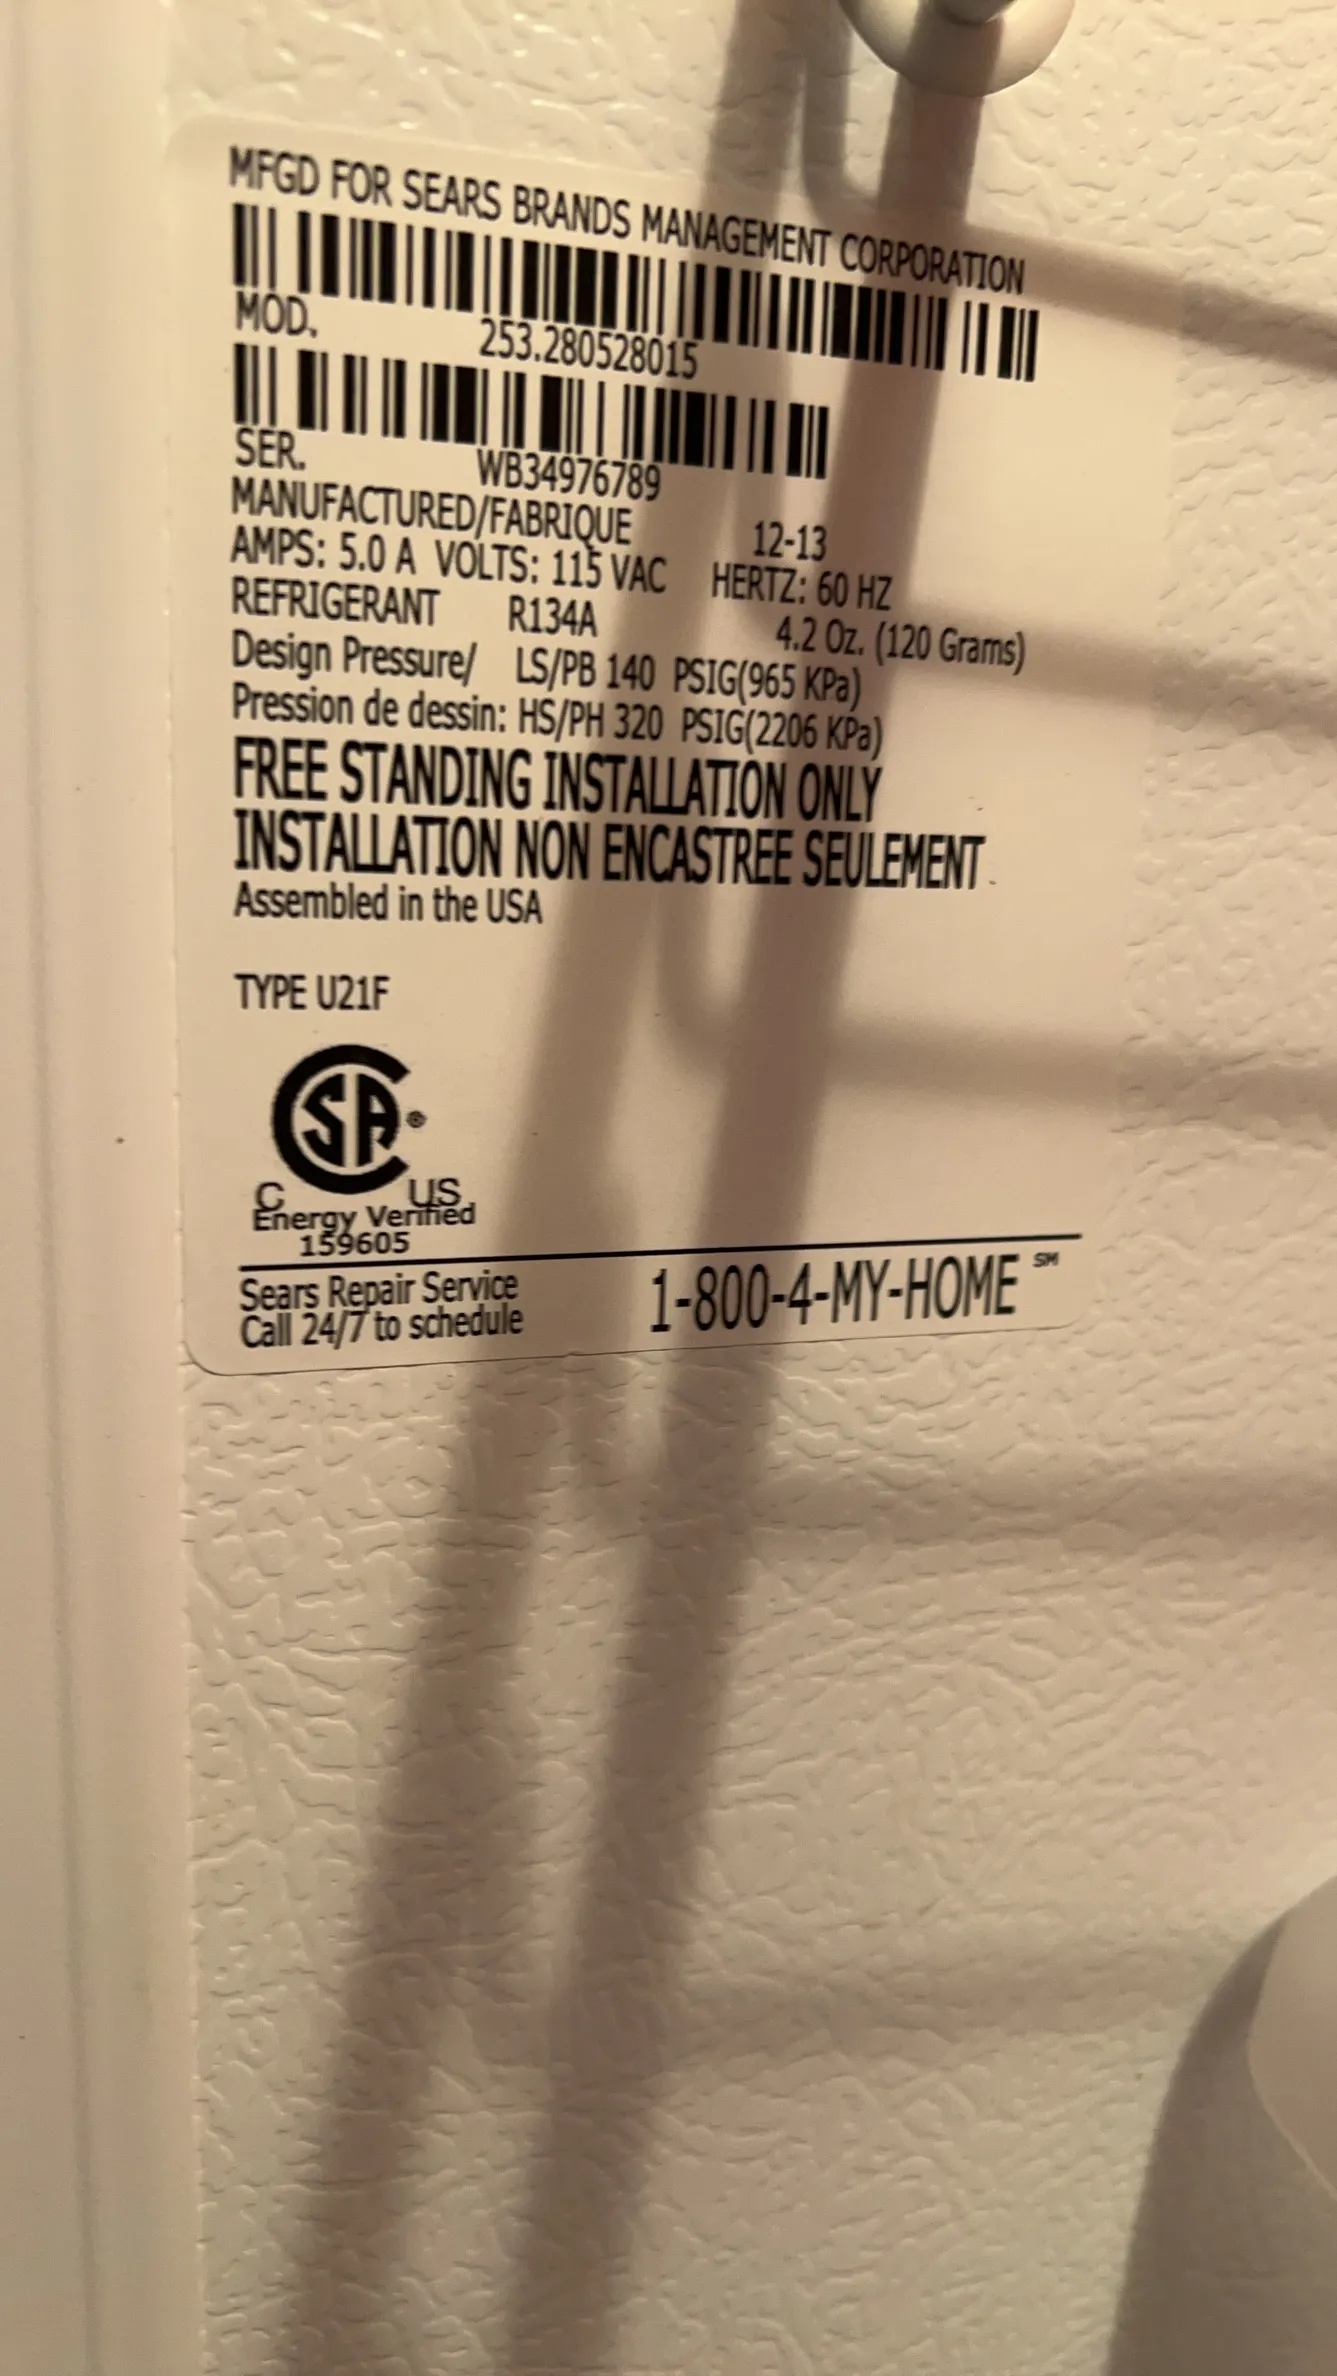 MFGD FOR SEARS BRANDS MANAGEMENT CORPORATION
MOD. 253.280528015
SER. WB34976789
MANUFACTURED/FABRIQUE 12-13
AMPS: 5.0 A VOLTS: 115 VAC HERTZ: 60 HZ
REFRIGERANT R134A 4.2 Oz. (120 Grams)
Design Pressure/ LS/PB 140 PSIG(965 KPa)
Pression de dessin: HS/PH 320 PSIG(2206 KPa)
FREE STANDING INSTALLATION ONLY
INSTALLATION NON ENCASTREE SEULEMENT
Assembled in the USA
TYPE U21F
SA ®
C US
Energy Verified
159605
Sears Repair Service 1-800-4-MY-HOME SM
Call 24/7 to schedule